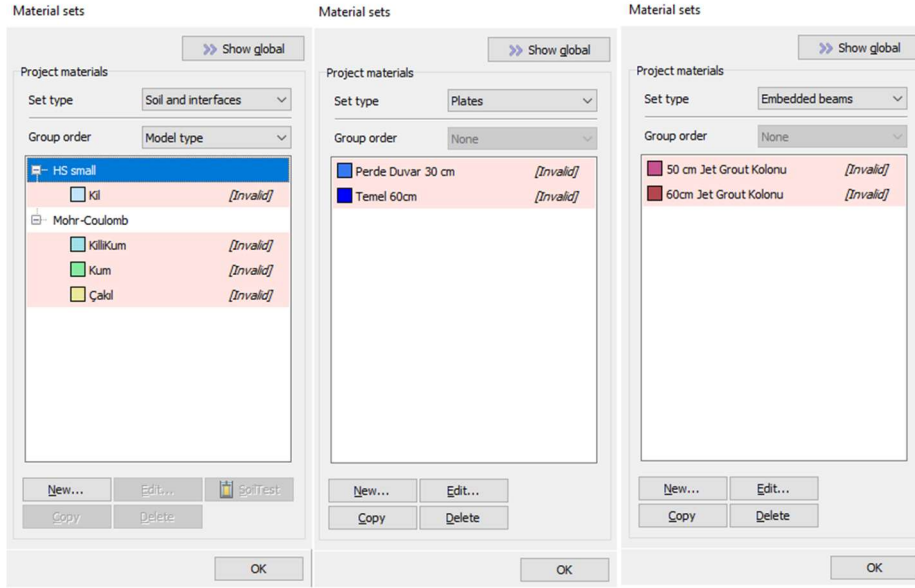 Material sets
Show global
Project materials
Set type Soil and interfaces
Group order Model type
HS small
Kil [Invalid]
Mohr-Coulomb
KilliKum [Invalid]
Kum [Invalid]
Çakıl [Invalid]
New... Edit... SoilTest
Copy Delete
OK
Material sets
Show global
Project materials
Set type Plates
Group order None
Perde Duvar 30 cm [Invalid]
Temel 60cm [Invalid]
New... Edit...
Copy Delete
OK
Material sets
Show global
Project materials
Set type Embedded beams
Group order None
50 cm Jet Grout Kolonu [Invalid]
60cm Jet Grout Kolonu [Invalid]
New... Edit...
Copy Delete
OK